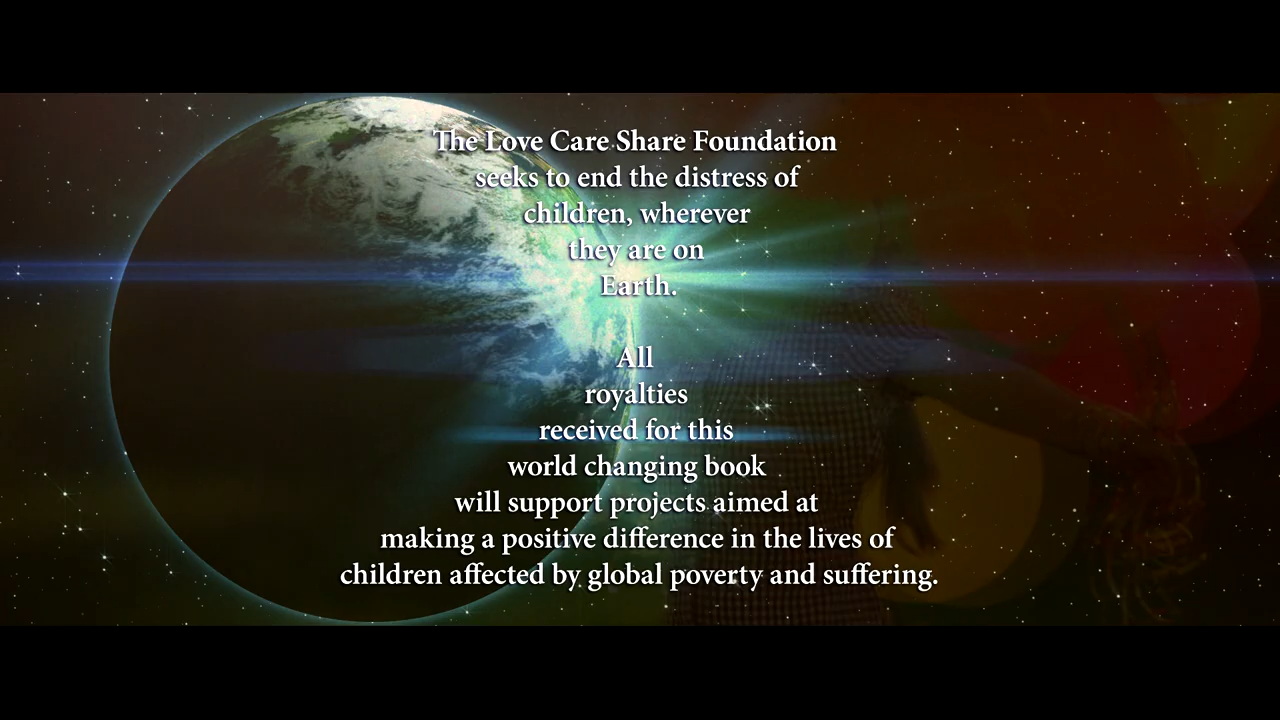 The Love Care Share Foundation
seeks to end the distress of
children, wherever
they are on
Earth.
All
royalties
received for this
world changing book
will support projects aimed at
making a positive difference in the lives of
children affected by global poverty and suffering.